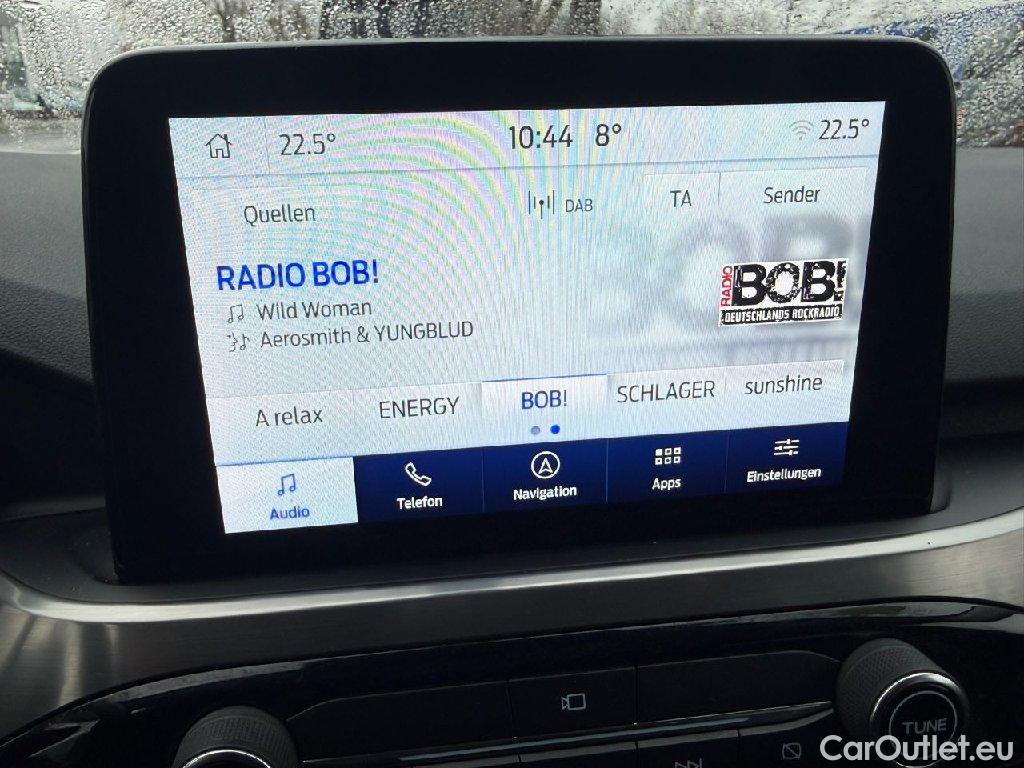 22.5° 10:44 8° 22.5°
Quellen DAB TA Sender
RADIO BOB!
Wild Woman
Aerosmith & YUNGBLUD
RADIO BOB!
DEUTSCHLANDS ROCKRADIO
A relax ENERGY BOB! SCHLAGER sunshine
Audio Telefon Navigation Apps Einstellungen
TUNE
CarOutlet.eu